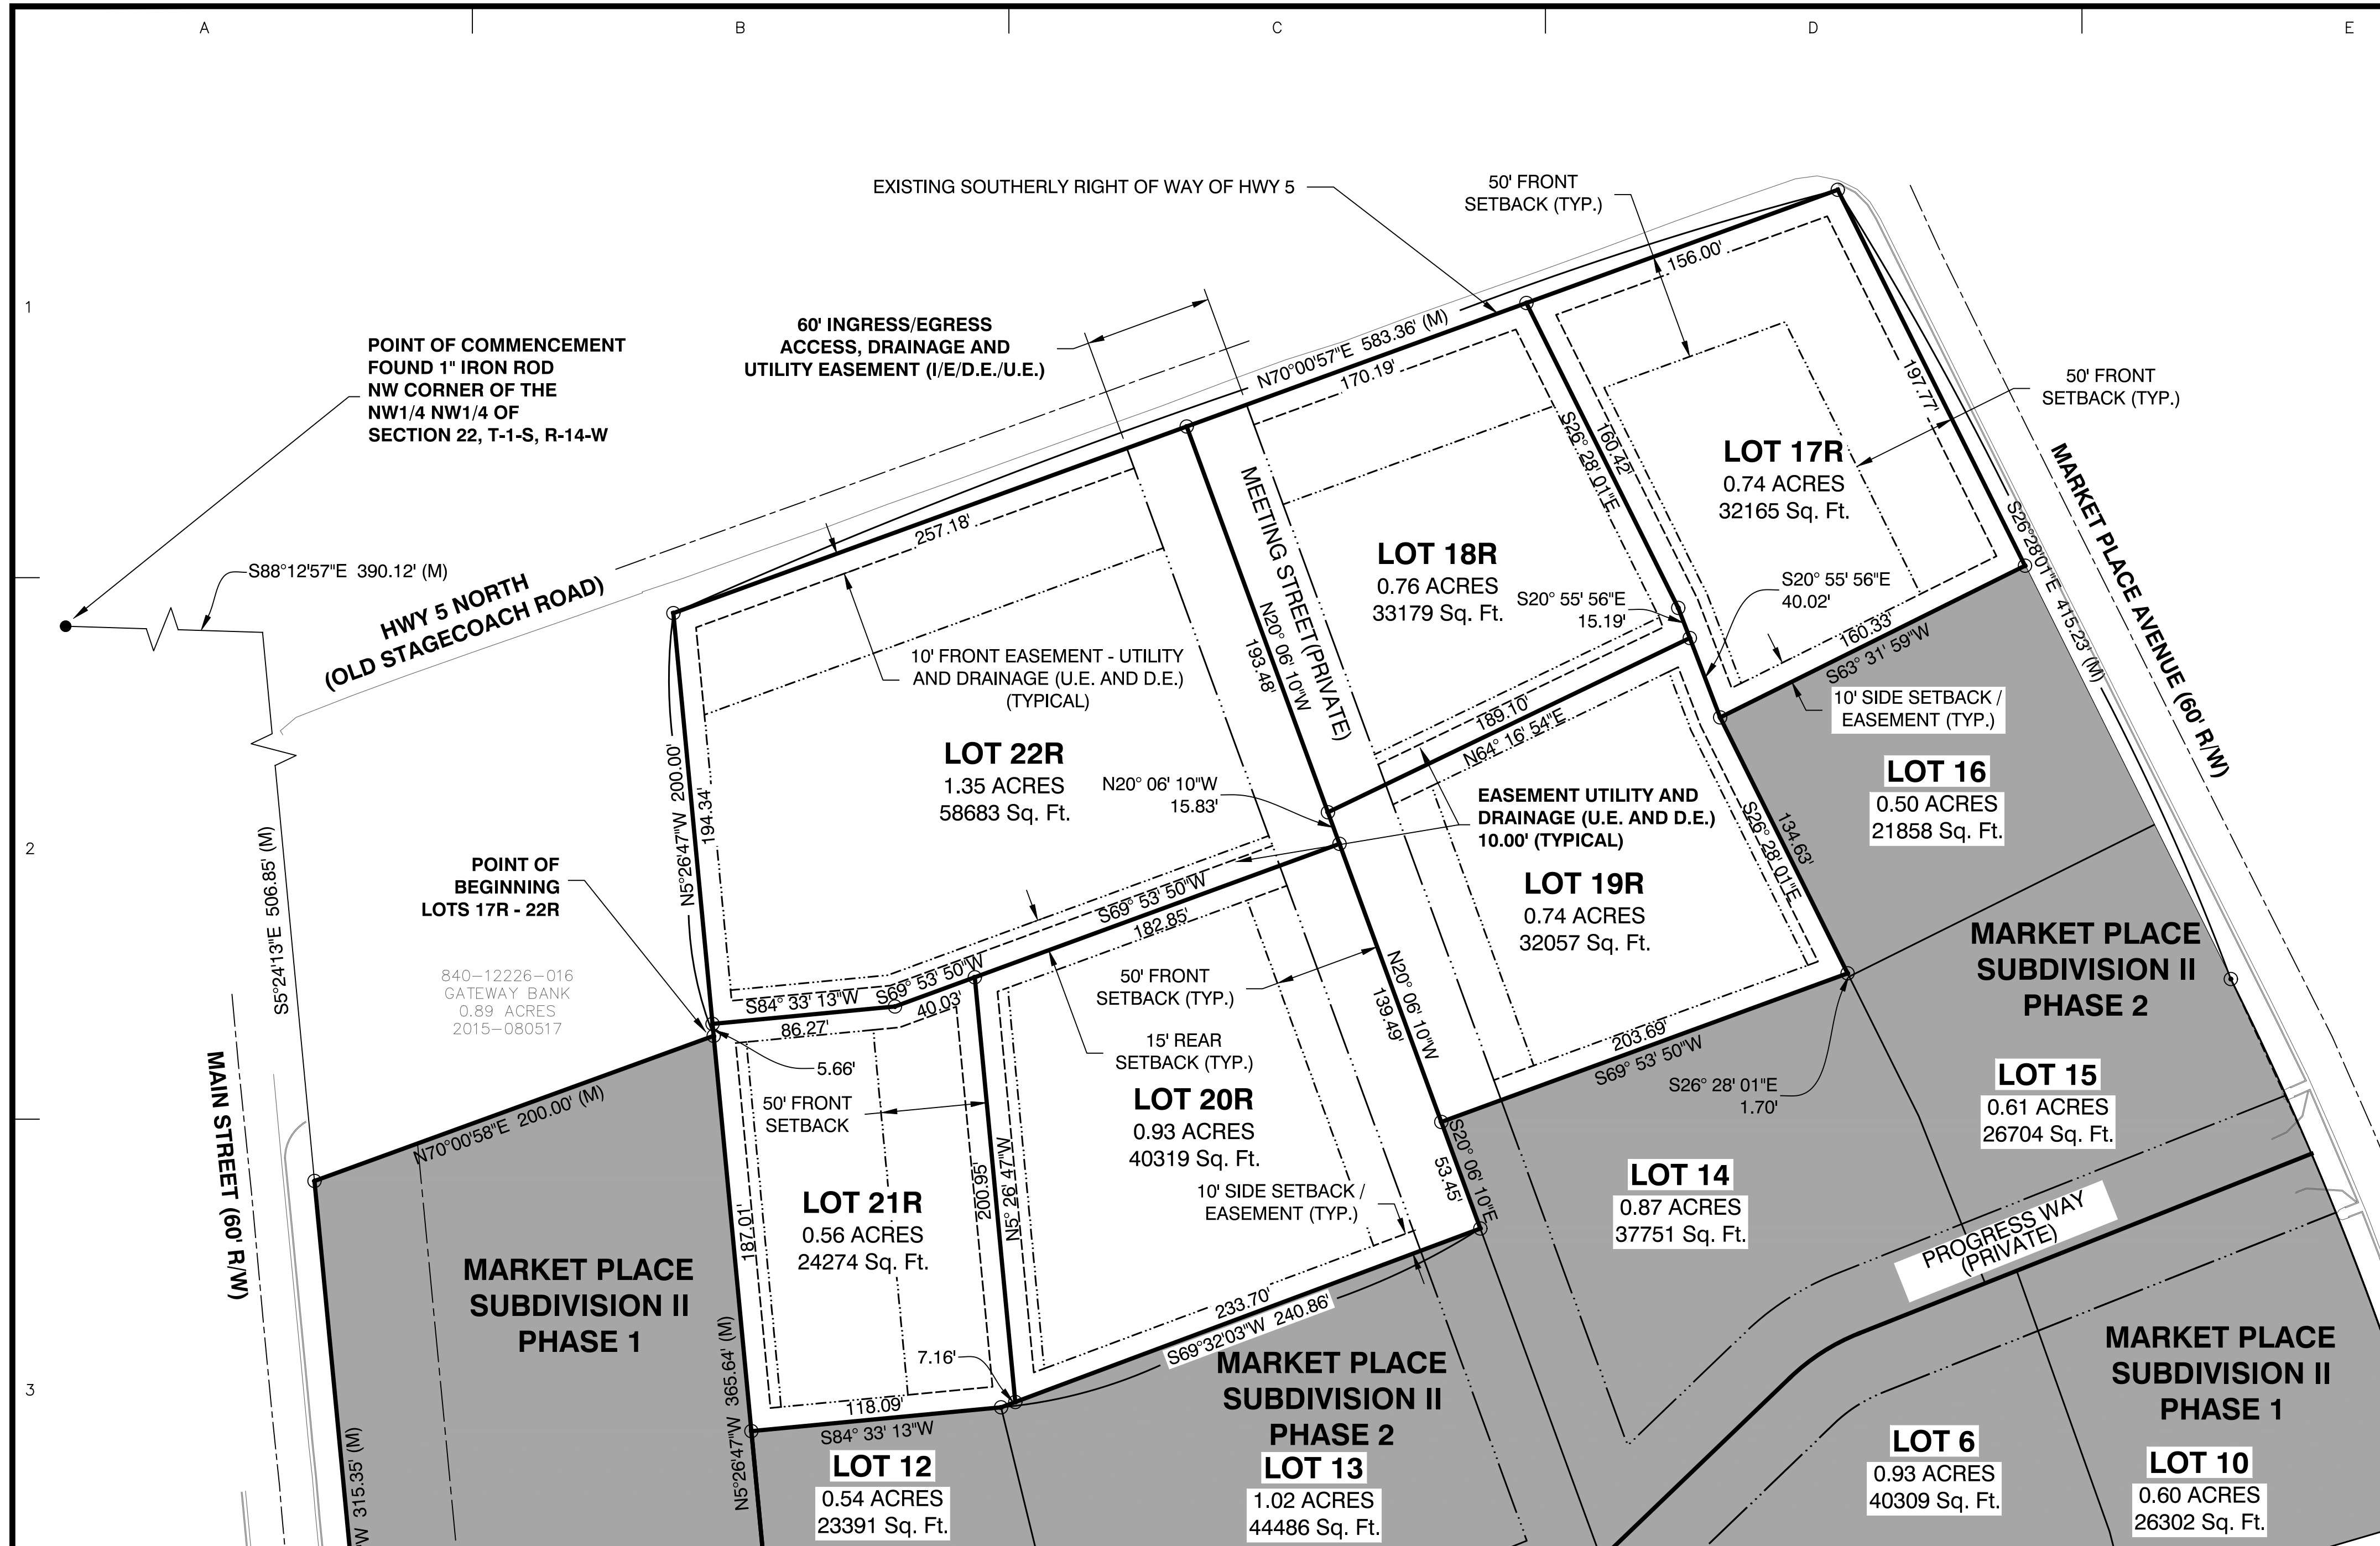 A
B
C
D
E
1
2
3
EXISTING SOUTHERLY RIGHT OF WAY OF HWY 5
50' FRONT
SETBACK (TYP.)
156.00'
60' INGRESS/EGRESS
ACCESS, DRAINAGE AND
UTILITY EASEMENT (I/E/D.E./U.E.)
POINT OF COMMENCEMENT
FOUND 1" IRON ROD
NW CORNER OF THE
NW1/4 NW1/4 OF
SECTION 22, T-1-S, R-14-W
N70°00'57"E 583.36' (M)
170.19'
197.77'
50' FRONT
SETBACK (TYP.)
S26° 28' 01"E
160.42'
LOT 17R
0.74 ACRES
32165 Sq. Ft.
MARKET PLACE AVENUE (60' R/W)
S26°28'01"E 415.23' (M)
257.18'
MEETING STREET(PRIVATE)
LOT 18R
0.76 ACRES
33179 Sq. Ft.
S20° 55' 56"E
15.19'
S20° 55' 56"E
40.02'
S88°12'57"E 390.12' (M)
HWY 5 NORTH
(OLD STAGECOACH ROAD)
160.33'
S63° 31' 59"W
10' FRONT EASEMENT - UTILITY
AND DRAINAGE (U.E. AND D.E.)
(TYPICAL)
N20° 06' 10"W
193.48'
189.10'
N64° 16' 54"E
10' SIDE SETBACK /
EASEMENT (TYP.)
N5°26'47"W 200.00'
194.34'
LOT 22R
1.35 ACRES
58683 Sq. Ft.
N20° 06' 10"W
15.83'
EASEMENT UTILITY AND
DRAINAGE (U.E. AND D.E.)
10.00' (TYPICAL)
LOT 16
0.50 ACRES
21858 Sq. Ft.
S26° 28' 01"E
134.63'
S5°24'13"E 506.85' (M)
POINT OF
BEGINNING
LOTS 17R - 22R
LOT 19R
0.74 ACRES
32057 Sq. Ft.
S69° 53' 50"W
182.85'
MARKET PLACE
SUBDIVISION II
PHASE 2
840-12226-016
GATEWAY BANK
0.89 ACRES
2015-080517
S84° 33' 13"W
86.27'
S69° 53' 50"W
40.03'
50' FRONT
SETBACK (TYP.)
N20° 06' 10"W
139.49'
15' REAR
SETBACK (TYP.)
5.66'
50' FRONT
SETBACK
203.69'
S69° 53' 50"W
S26° 28' 01"E
1.70'
LOT 15
0.61 ACRES
26704 Sq. Ft.
MAIN STREET (60' R/W)
N70°00'58"E 200.00' (M)
LOT 20R
0.93 ACRES
40319 Sq. Ft.
200.95'
N5° 26' 47"W
S20° 06' 10"E
53.45'
LOT 14
0.87 ACRES
37751 Sq. Ft.
10' SIDE SETBACK /
EASEMENT (TYP.)
187.01'
LOT 21R
0.56 ACRES
24274 Sq. Ft.
PROGRESS WAY
(PRIVATE)
MARKET PLACE
SUBDIVISION II
PHASE 1
233.70'
S69°32'03"W 240.86'
7.16'
MARKET PLACE
SUBDIVISION II
PHASE 2
MARKET PLACE
SUBDIVISION II
PHASE 1
118.09'
S84° 33' 13"W
N5°26'47"W 365.64' (M)
W 315.35' (M)
LOT 12
0.54 ACRES
23391 Sq. Ft.
LOT 13
1.02 ACRES
44486 Sq. Ft.
LOT 6
0.93 ACRES
40309 Sq. Ft.
LOT 10
0.60 ACRES
26302 Sq. Ft.